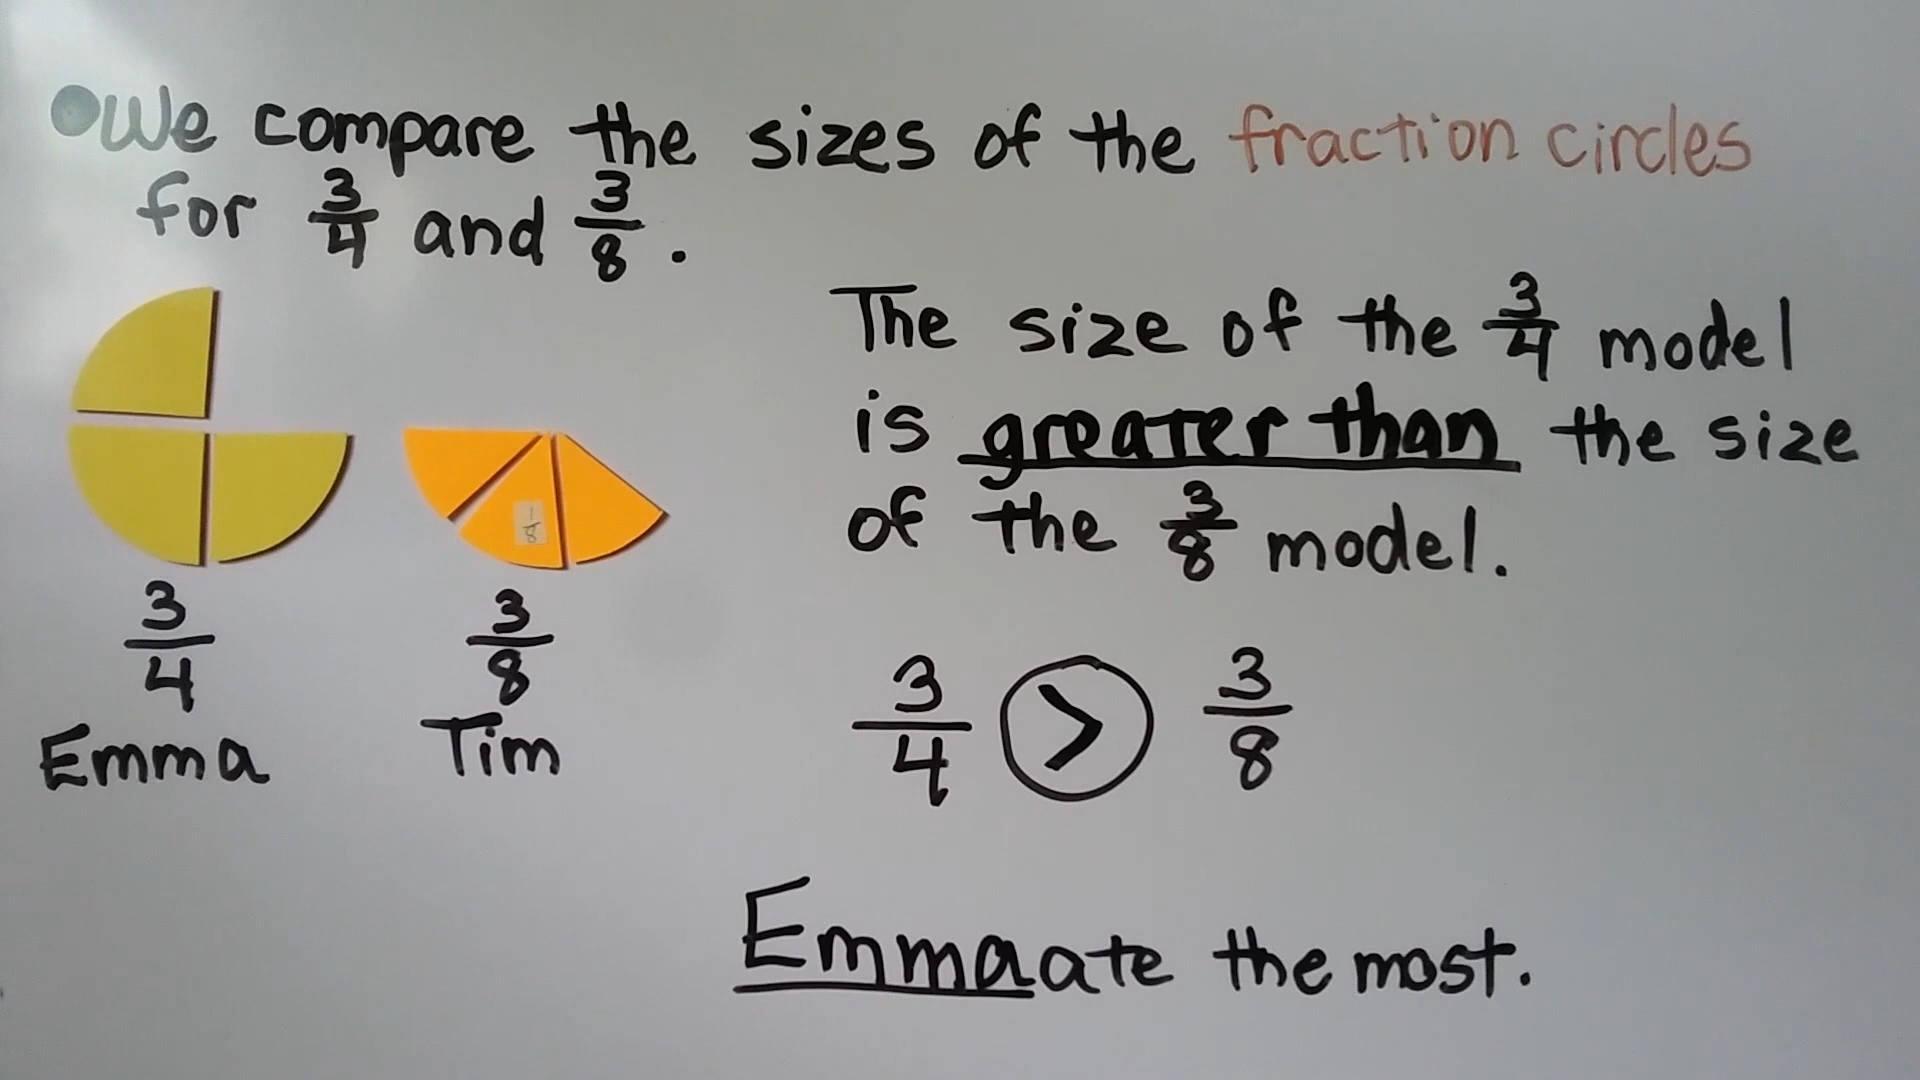 We compare the sizes of the fraction circles
for 3/4 and 3/8.
The size of the 3/4 model
is greater than the size
of the 3/8 model.
1/8
3/4 3/8
Emma Tim
3/4 > 3/8
Emma ate the most.